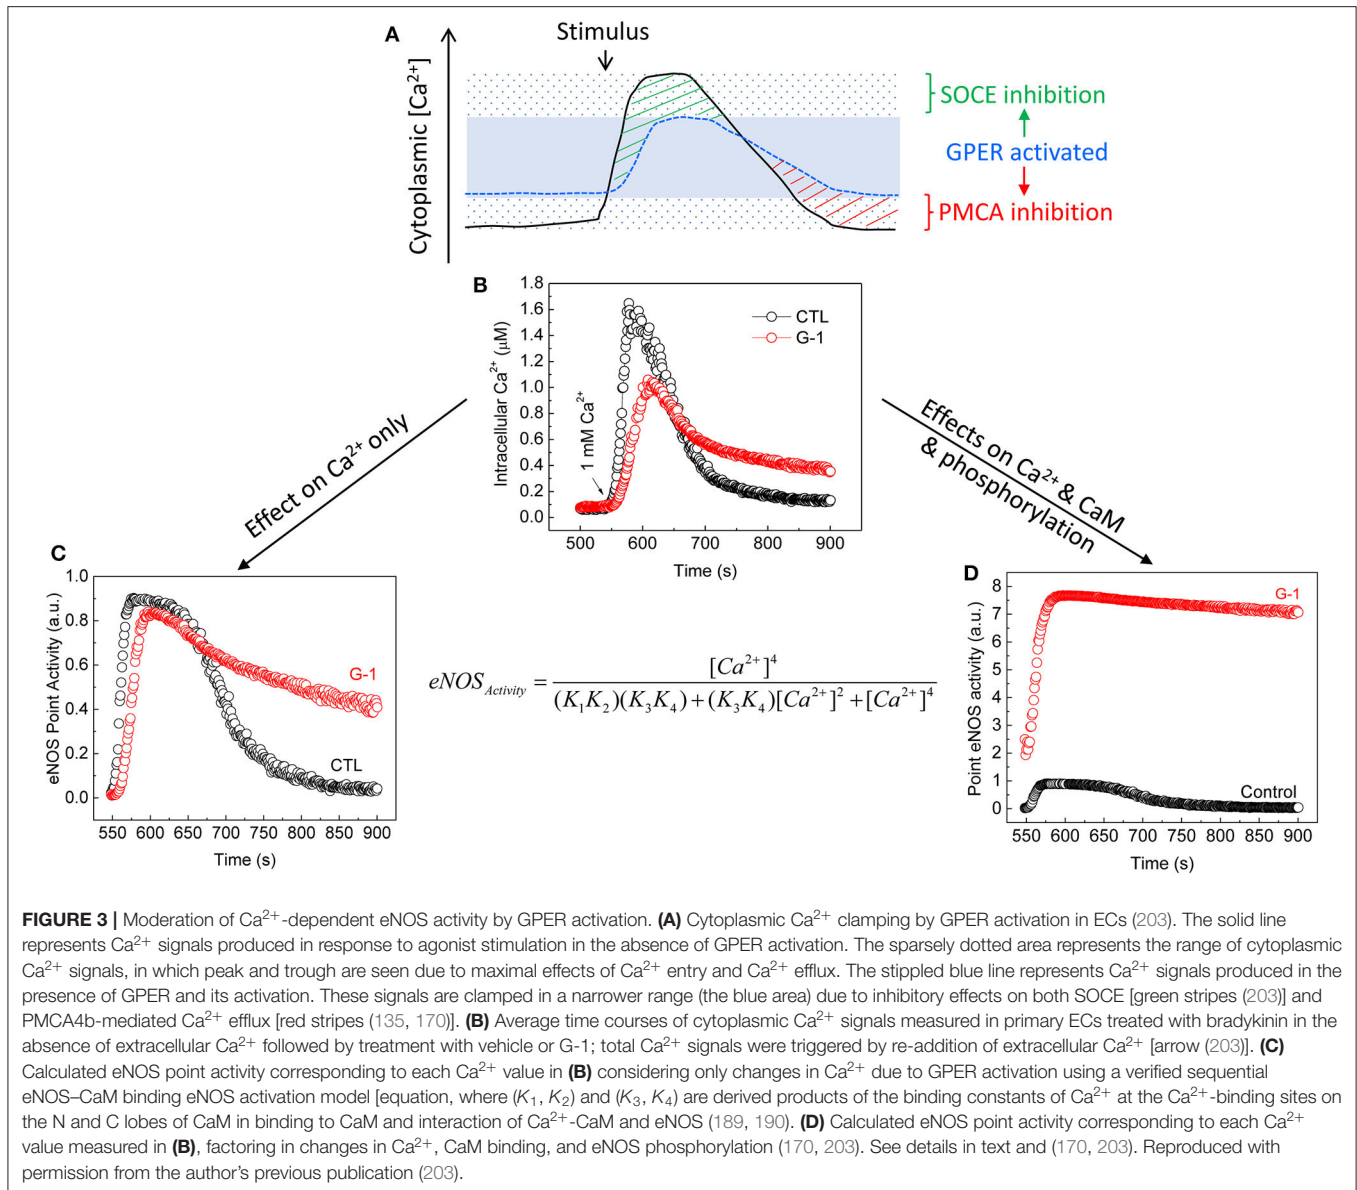 A
Stimulus
Cytoplasmic [Ca²⁺]
SOCE inhibition
GPER activated
PMCA inhibition
B
1.8
1.6
1.4
1.2
1.0
0.8
0.6
0.4
0.2
0.0
Intracellular Ca²⁺ (μM)
CTL
G-1
1 mM Ca²⁺
500 600 700 800 900
Time (s)
Effect on Ca²⁺ only
Effects on Ca²⁺ & CaM
& phosphorylation
C
1.0
0.8
0.6
0.4
0.2
0.0
eNOS Point Activity (a.u.)
G-1
CTL
550 600 650 700 750 800 850 900
Time (s)
eNOS_Activity = [Ca²⁺]⁴ / ((K₁K₂)(K₃K₄) + (K₃K₄)[Ca²⁺]² + [Ca²⁺]⁴)
D
8
7
6
5
4
3
2
1
0
Point eNOS activity (a.u.)
G-1
Control
550 600 650 700 750 800 850 900
Time (s)
FIGURE 3 | Moderation of Ca²⁺-dependent eNOS activity by GPER activation. (A) Cytoplasmic Ca²⁺ clamping by GPER activation in ECs (203). The solid line
represents Ca²⁺ signals produced in response to agonist stimulation in the absence of GPER activation. The sparsely dotted area represents the range of cytoplasmic
Ca²⁺ signals, in which peak and trough are seen due to maximal effects of Ca²⁺ entry and Ca²⁺ efflux. The stippled blue line represents Ca²⁺ signals produced in the
presence of GPER and its activation. These signals are clamped in a narrower range (the blue area) due to inhibitory effects on both SOCE [green stripes (203)] and
PMCA4b-mediated Ca²⁺ efflux [red stripes (135, 170)]. (B) Average time courses of cytoplasmic Ca²⁺ signals measured in primary ECs treated with bradykinin in the
absence of extracellular Ca²⁺ followed by treatment with vehicle or G-1; total Ca²⁺ signals were triggered by re-addition of extracellular Ca²⁺ [arrow (203)]. (C)
Calculated eNOS point activity corresponding to each Ca²⁺ value in (B) considering only changes in Ca²⁺ due to GPER activation using a verified sequential
eNOS–CaM binding eNOS activation model [equation, where (K₁, K₂) and (K₃, K₄) are derived products of the binding constants of Ca²⁺ at the Ca²⁺-binding sites on
the N and C lobes of CaM in binding to CaM and interaction of Ca²⁺-CaM and eNOS (189, 190). (D) Calculated eNOS point activity corresponding to each Ca²⁺
value measured in (B), factoring in changes in Ca²⁺, CaM binding, and eNOS phosphorylation (170, 203). See details in text and (170, 203). Reproduced with
permission from the author's previous publication (203).